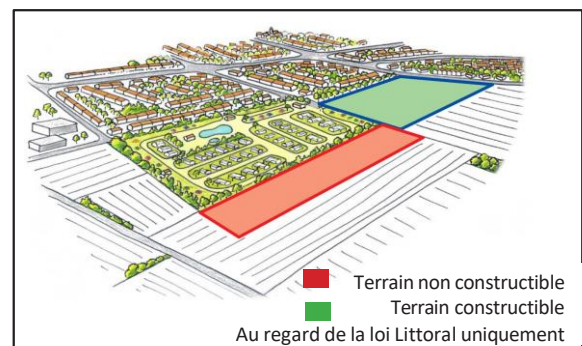 Terrain non constructible
Terrain constructible
Au regard de la loi Littoral uniquement